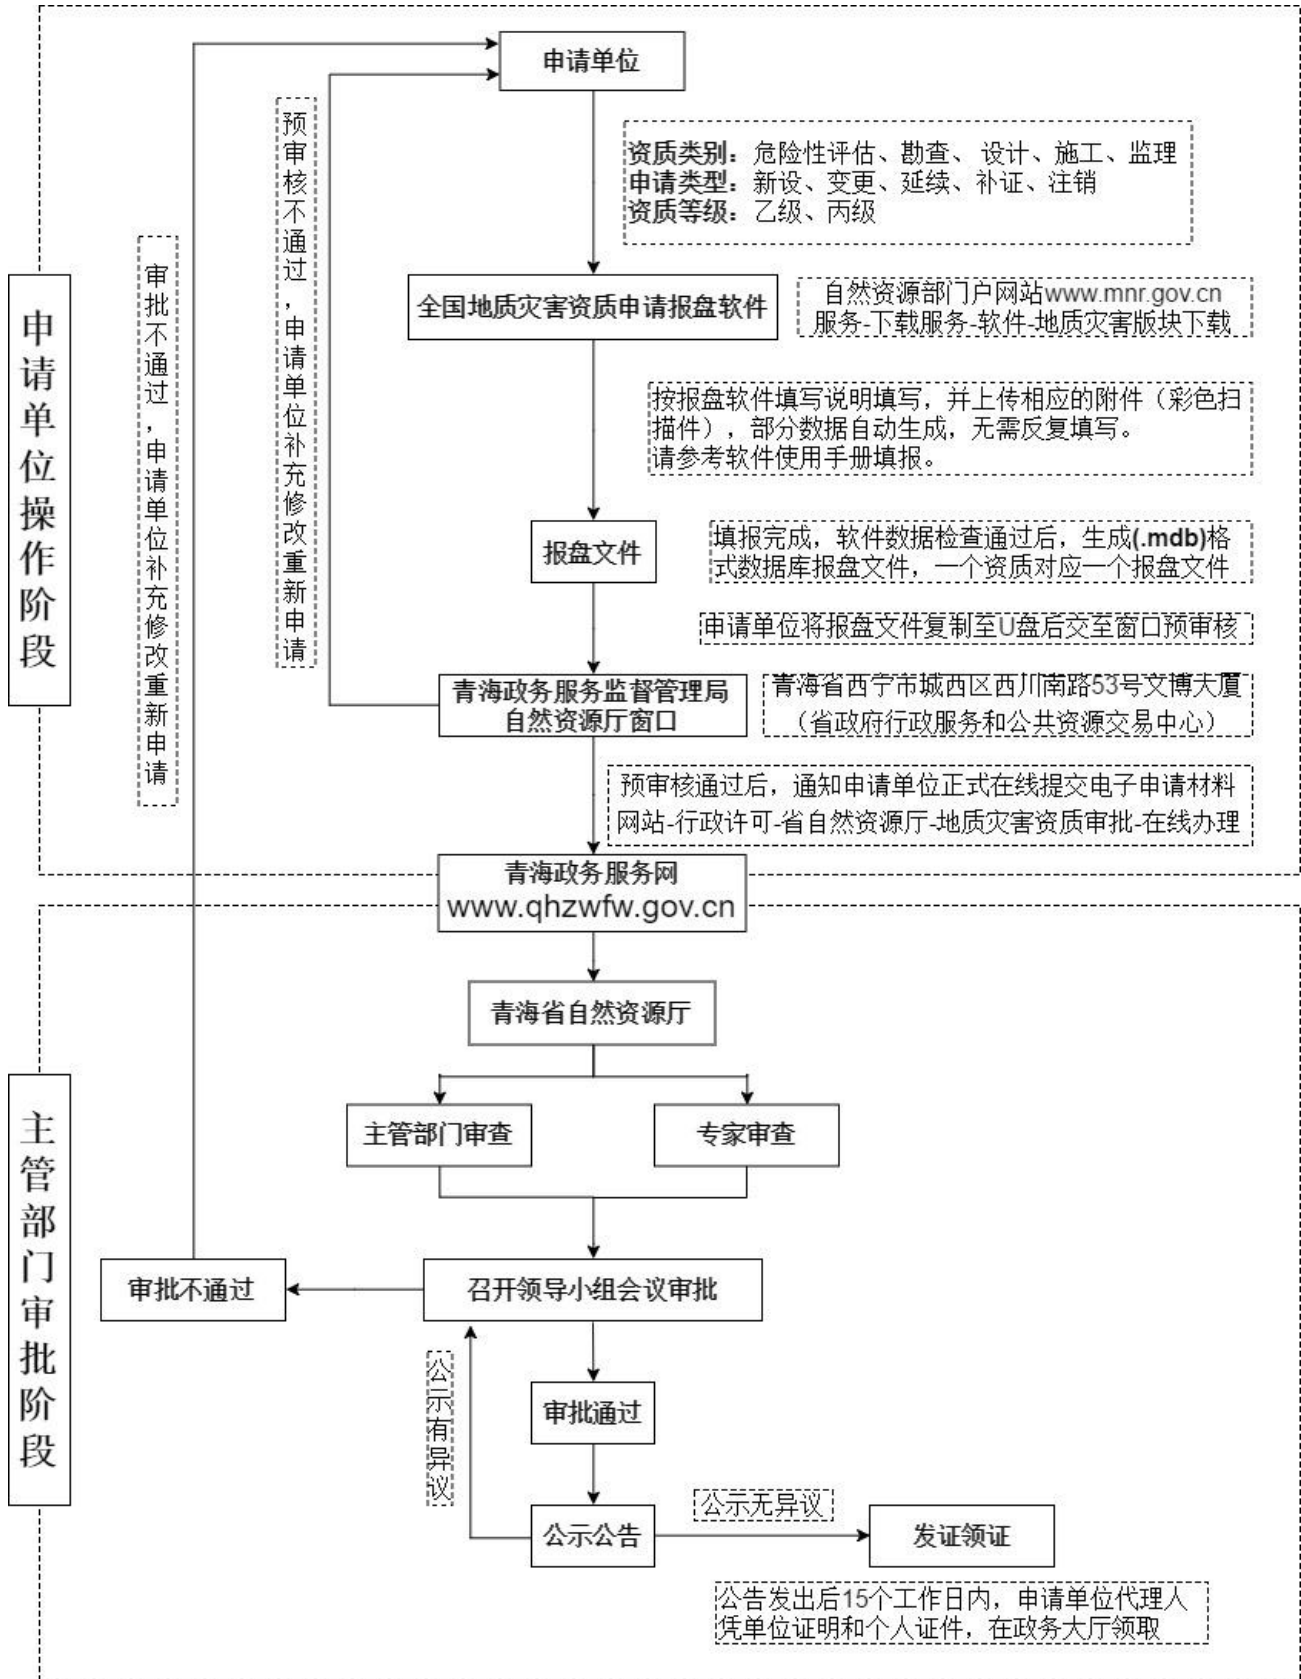 申请单位
资质类别：危险性评估、勘查、设计、施工、监理
申请类型：新设、变更、延续、补证、注销
资质等级：乙级、丙级
预审核不通过，申请单位补充修改重新申请
审批不通过，申请单位补充修改重新申请
申请单位操作阶段
全国地质灾害资质申请报盘软件
自然资源部门户网站www.mnr.gov.cn
服务-下载服务-软件-地质灾害版块下载
按报盘软件填写说明填写，并上传相应的附件（彩色扫
描件），部分数据自动生成，无需反复填写。
请参考软件使用手册填报。
报盘文件
填报完成，软件数据检查通过后，生成(.mdb)格
式数据库报盘文件，一个资质对应一个报盘文件
申请单位将报盘文件复制至U盘后交至窗口预审核
青海政务服务监督管理局
自然资源厅窗口
青海省西宁市城西区西川南路53号文博大厦
（省政府行政服务和公共资源交易中心）
预审核通过后，通知申请单位正式在线提交电子申请材料
网站-行政许可-省自然资源厅-地质灾害资质审批-在线办理
青海政务服务网
www.qhzwfw.gov.cn
青海省自然资源厅
主管部门审批阶段
主管部门审查
专家审查
审批不通过
召开领导小组会议审批
公示有异议
审批通过
公示公告
公示无异议
发证领证
公告发出后15个工作日内，申请单位代理人
凭单位证明和个人证件，在政务大厅领取